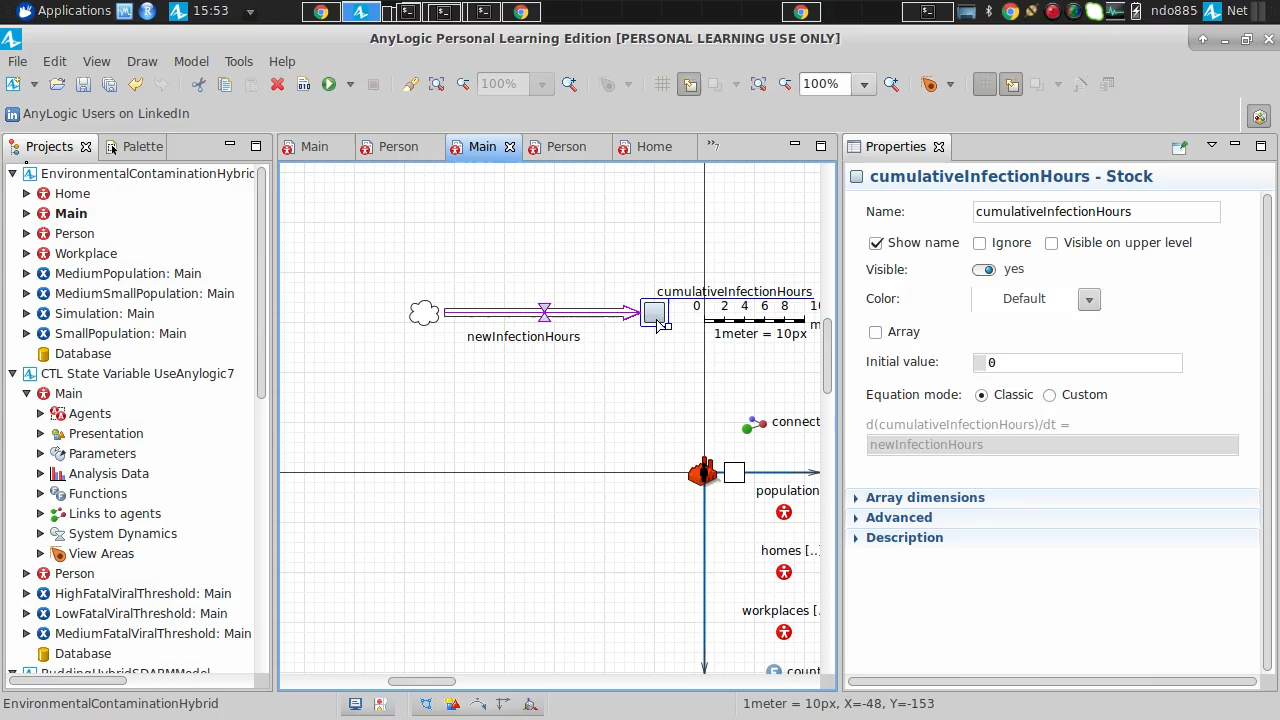 Applications 15:53 ndo885 Net
AnyLogic Personal Learning Edition [PERSONAL LEARNING USE ONLY]
File Edit View Draw Model Tools Help
100% 100%
AnyLogic Users on LinkedIn
Projects Palette
EnvironmentalContaminationHybrid
Home
Main
Person
Workplace
MediumPopulation: Main
MediumSmallPopulation: Main
Simulation: Main
SmallPopulation: Main
Database
CTL State Variable UseAnylogic7
Main
Agents
Presentation
Parameters
Analysis Data
Functions
Links to agents
System Dynamics
View Areas
Person
HighFatalViralThreshold: Main
LowFatalViralThreshold: Main
MediumFatalViralThreshold: Main
Database
Main Person Main Person Home »7
cumulativeInfectionHours
0 2 4 6 8 10
m
newInfectionHours
1meter = 10px
connect
population
homes [..
workplaces [.
count
Properties
cumulativeInfectionHours - Stock
Name: cumulativeInfectionHours
Show name Ignore Visible on upper level
Visible: yes
Color: Default
Array
Initial value: 0
Equation mode: Classic Custom
d(cumulativeInfectionHours)/dt =
newInfectionHours
Array dimensions
Advanced
Description
EnvironmentalContaminationHybrid
1meter = 10px, X=-48, Y=-153